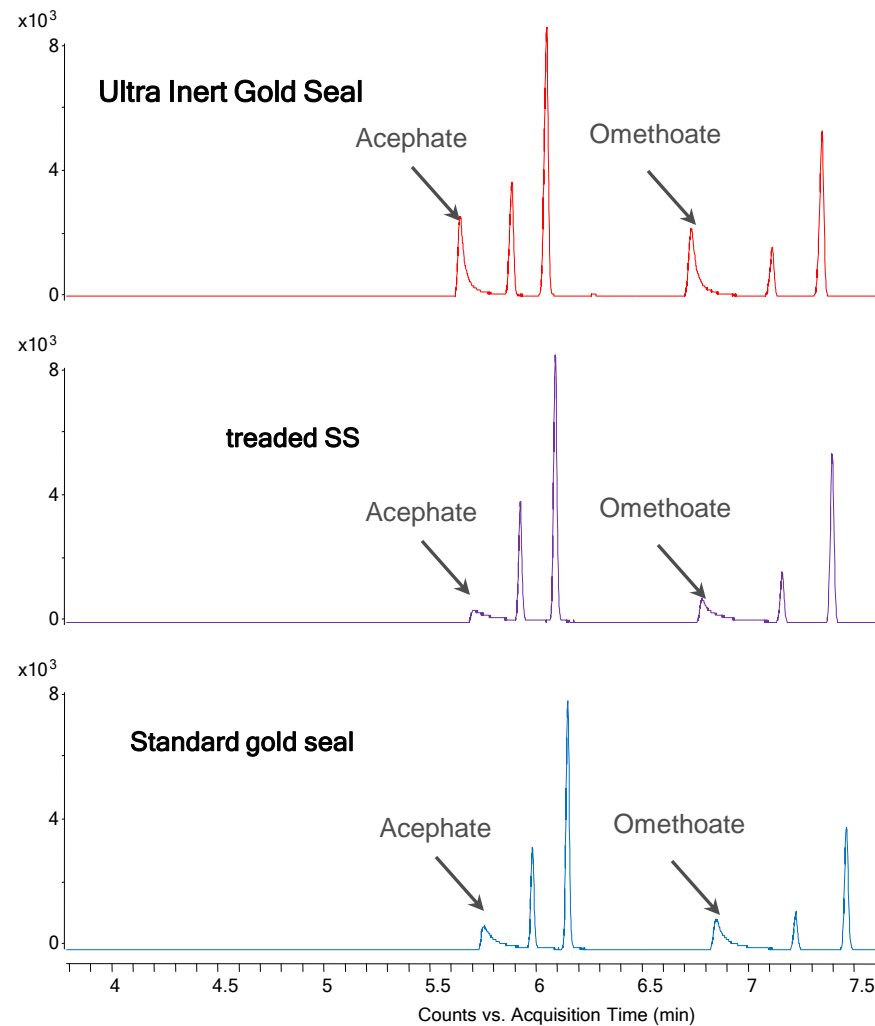 x10³
8
Ultra Inert Gold Seal
Acephate
Omethoate
4
0
x10³
8
treaded SS
Acephate
Omethoate
4
0
x10³
8
Standard gold seal
Acephate
Omethoate
4
0
4 4.5 5 5.5 6 6.5 7 7.5
Counts vs. Acquisition Time (min)